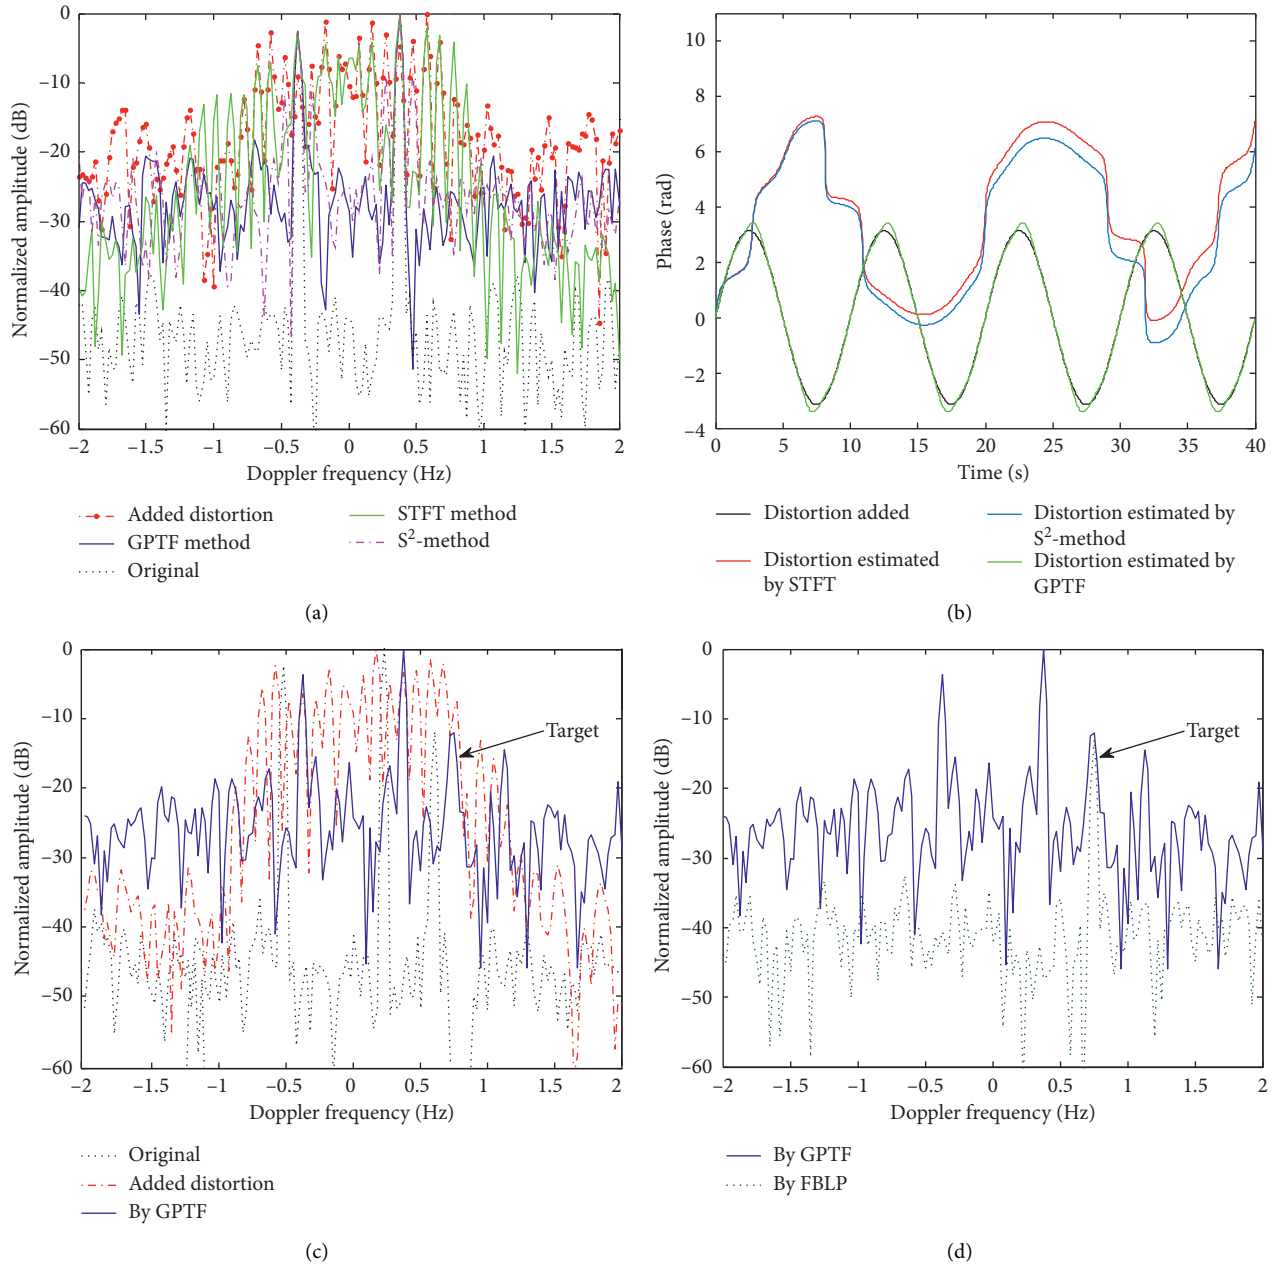 0
−10
−20
−30
−40
−50
−60
Normalized amplitude (dB)
−2 −1.5 −1 −0.5 0 0.5 1 1.5 2
Doppler frequency (Hz)
Added distortion
GPTF method
Original
STFT method
S²-method
(a)
10
8
6
4
2
0
−2
−4
Phase (rad)
0 5 10 15 20 25 30 35 40
Time (s)
Distortion added
Distortion estimated
by STFT
Distortion estimated by
S²-method
Distortion estimated by
GPTF
(b)
0
−10
−20
−30
−40
−50
−60
Normalized amplitude (dB)
Target
−2 −1.5 −1 −0.5 0 0.5 1 1.5 2
Doppler frequency (Hz)
Original
Added distortion
By GPTF
(c)
0
−10
−20
−30
−40
−50
−60
Normalized amplitude (dB)
Target
−2 −1.5 −1 −0.5 0 0.5 1 1.5 2
Doppler frequency (Hz)
By GPTF
By FBLP
(d)